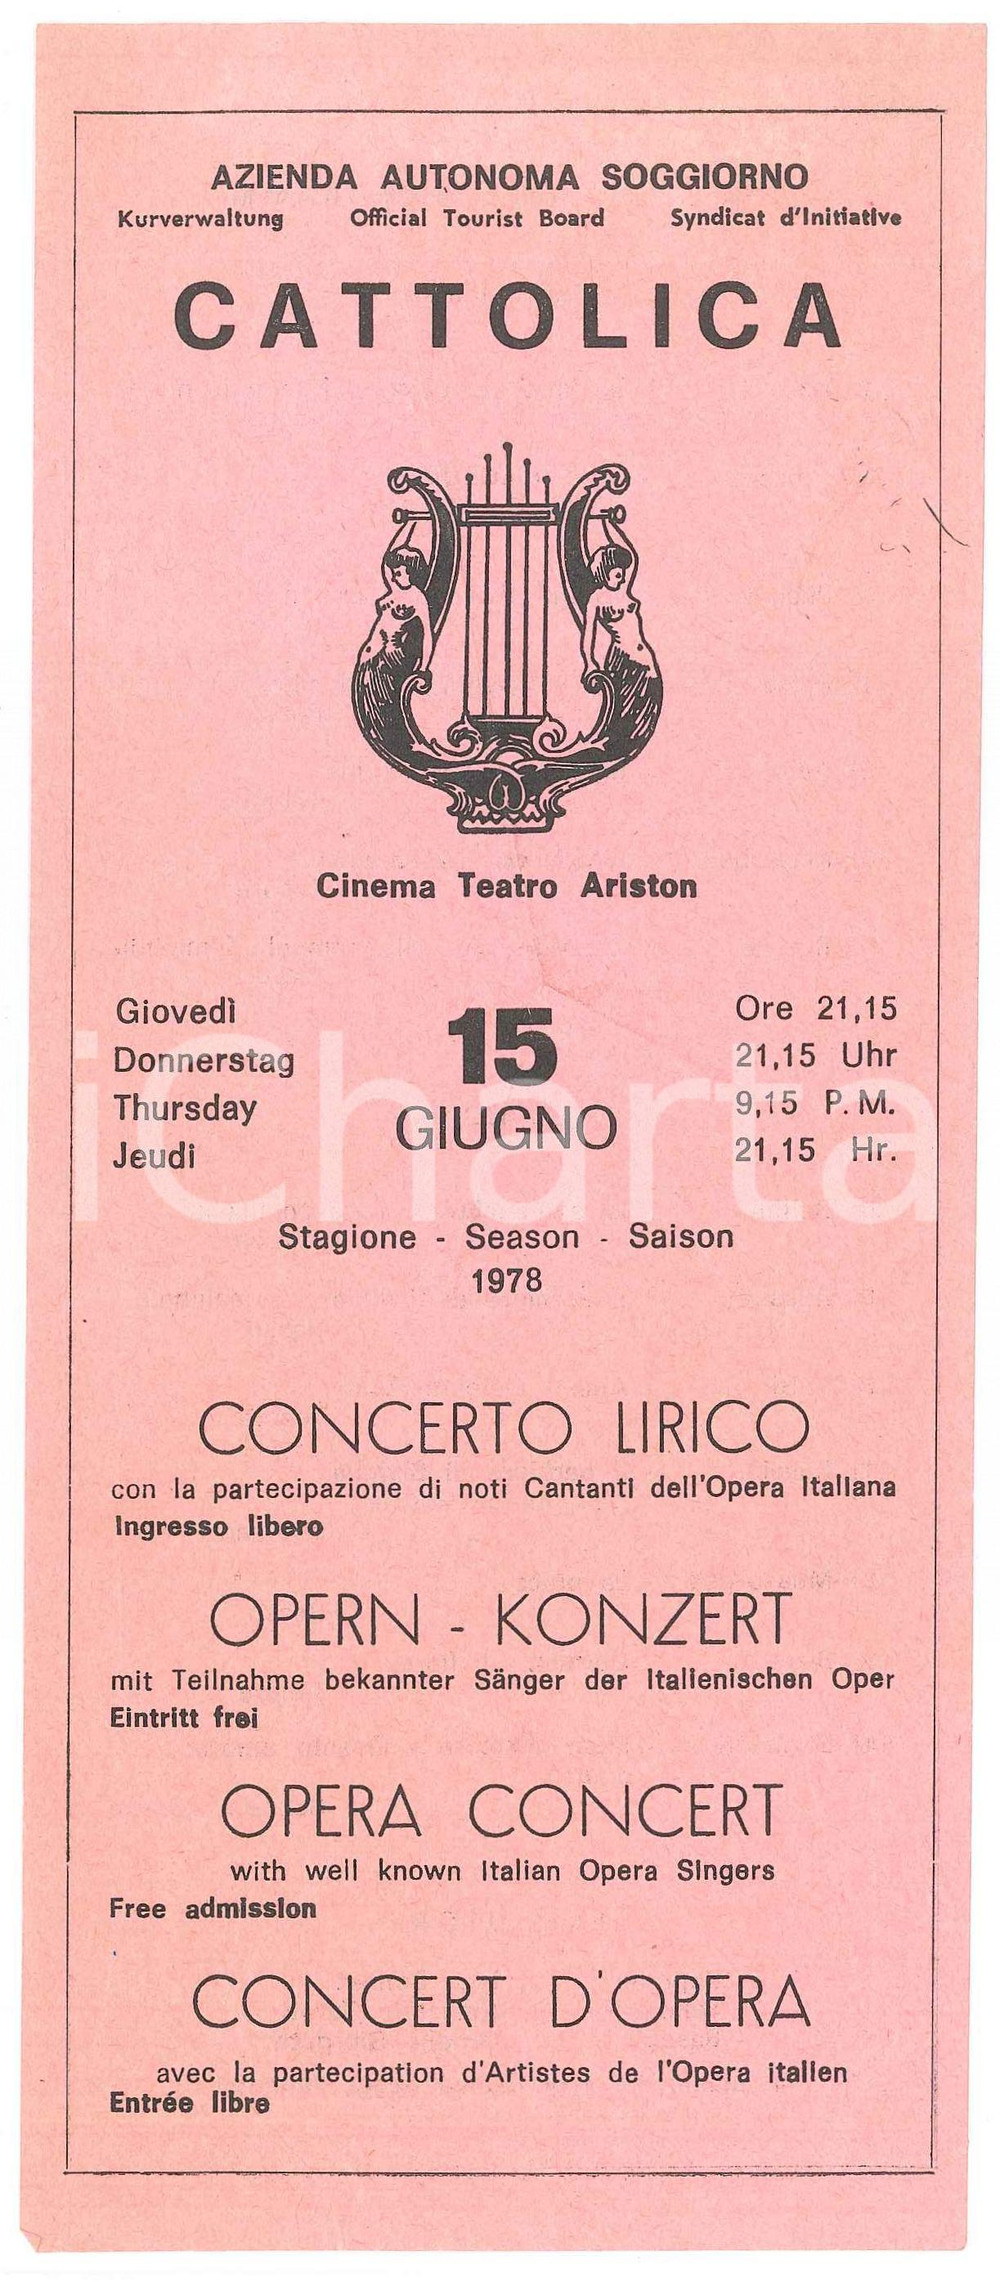 AZIENDA AUTONOMA SOGGIORNO
Kurverwaltung Official Tourist Board Syndicat d'Initiative
CATTOLICA
Cinema Teatro Ariston
Giovedì 15 Ore 21,15
Donnerstag 21,15 Uhr
Thursday GIUGNO 9,15 P.M.
Jeudi 21,15 Hr.
iCharta
Stagione - Season - Saison
1978
CONCERTO LIRICO
con la partecipazione di noti Cantanti dell'Opera Italiana
Ingresso libero
OPERN - KONZERT
mit Teilnahme bekannter Sänger der Italienischen Oper
Eintritt frei
OPERA CONCERT
with well known Italian Opera Singers
Free admission
CONCERT D'OPERA
avec la partecipation d'Artistes de l'Opera italien
Entrée libre